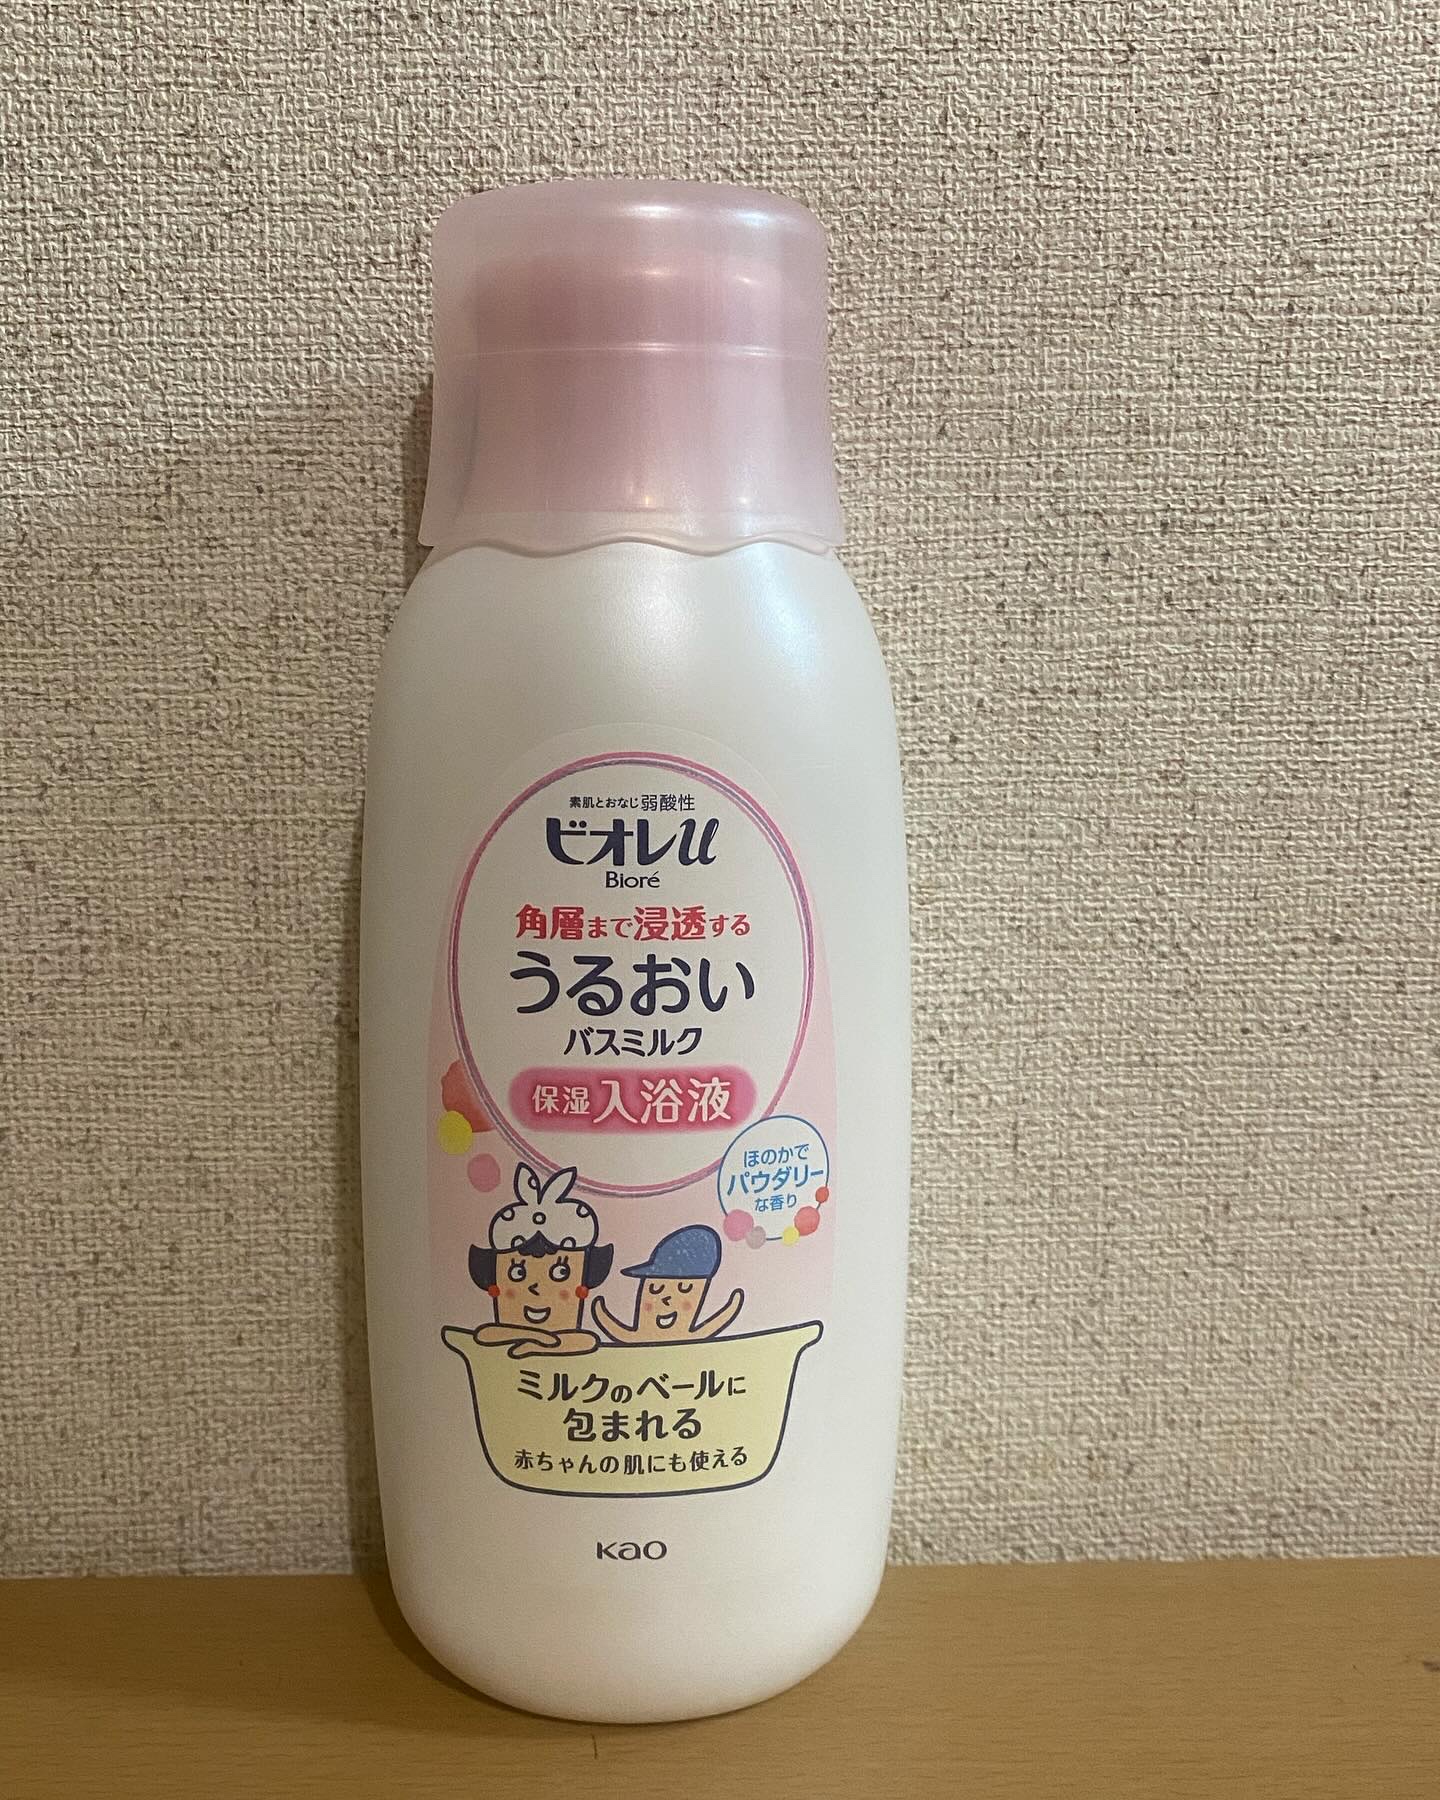 素肌とおなじ弱酸性
ビオレu
Bioré
角層まで浸透する
うるおい
バスミルク
保湿入浴液
ほのかで
パウダリー
な香り
ミルクのベールに
包まれる
赤ちゃんの肌にも使える
Kao